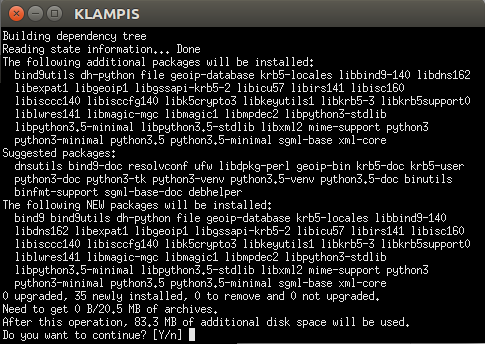 KLAMPIS
Building dependency tree
Reading state information... Done
The following additional packages will be installed:
bind9utils dh-python file geoip-database krb5-locales libbind9-140 libdns162
libexpat1 libgeoip1 libgssapi-krb5-2 libicu57 libirs141 libisc160
libisccc140 libisccfg140 libk5crypto3 libkeyutils1 libkrb5-3 libkrb5support0
liblwres141 libmagic-mgc libmagic1 libmpdec2 libpython3-stdlib
libpython3.5-minimal libpython3.5-stdlib libxml2 mime-support python3
python3-minimal python3.5 python3.5-minimal sgml-base xml-core
Suggested packages:
dnsutils bind9-doc resolvconf ufw libdpkg-perl geoip-bin krb5-doc krb5-user
python3-doc python3-tk python3-venv python3.5-venv python3.5-doc binutils
binfmt-support sgml-base-doc debhelper
The following NEW packages will be installed:
bind9 bind9utils dh-python file geoip-database krb5-locales libbind9-140
libdns162 libexpat1 libgeoip1 libgssapi-krb5-2 libicu57 libirs141 libisc160
libisccc140 libisccfg140 libk5crypto3 libkeyutils1 libkrb5-3 libkrb5support0
liblwres141 libmagic-mgc libmagic1 libmpdec2 libpython3-stdlib
libpython3.5-minimal libpython3.5-stdlib libxml2 mime-support python3
python3-minimal python3.5 python3.5-minimal sgml-base xml-core
0 upgraded, 35 newly installed, 0 to remove and 0 not upgraded.
Need to get 0 B/20.5 MB of archives.
After this operation, 83.3 MB of additional disk space will be used.
Do you want to continue? [Y/n]